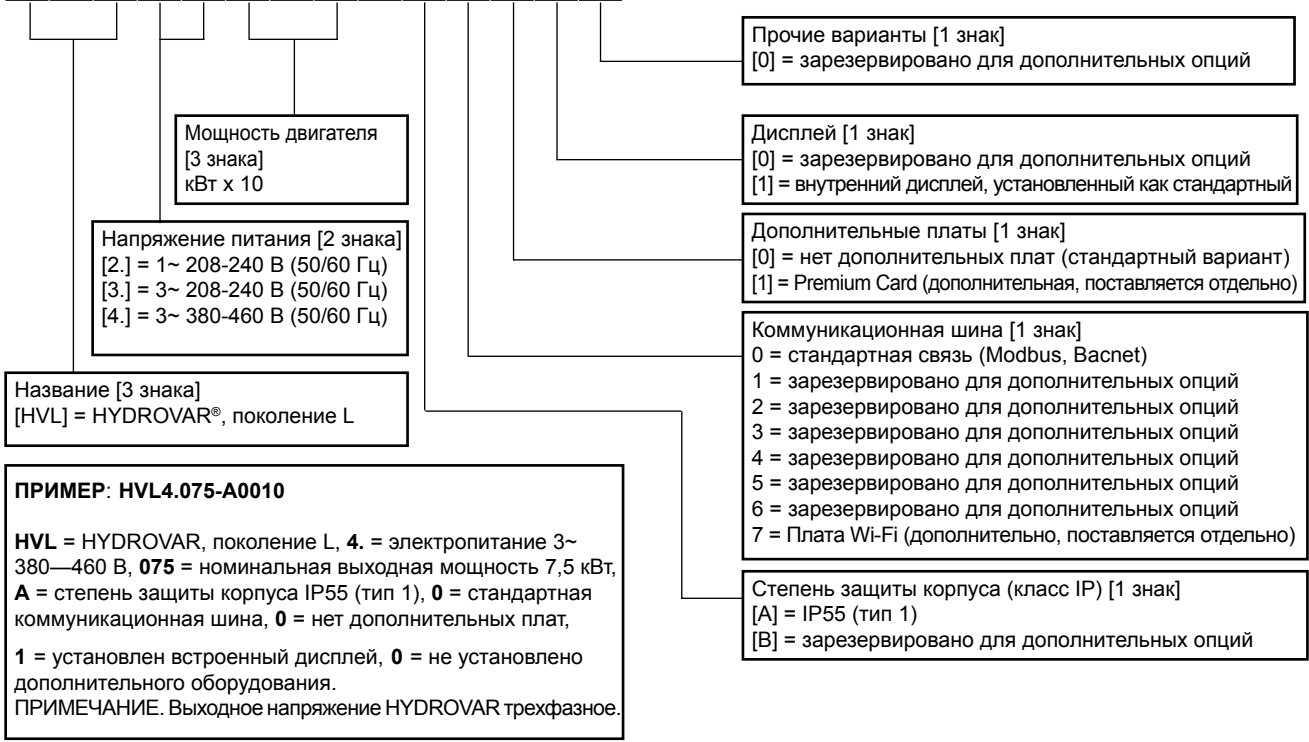 Прочие варианты [1 знак]
[0] = зарезервировано для дополнительных опций
Мощность двигателя
[3 знака]
кВт x 10
Дисплей [1 знак]
[0] = зарезервировано для дополнительных опций
[1] = внутренний дисплей, установленный как стандартный
Напряжение питания [2 знака]
[2.] = 1~ 208-240 В (50/60 Гц)
[3.] = 3~ 208-240 В (50/60 Гц)
[4.] = 3~ 380-460 В (50/60 Гц)
Дополнительные платы [1 знак]
[0] = нет дополнительных плат (стандартный вариант)
[1] = Premium Card (дополнительная, поставляется отдельно)
Название [3 знака]
[HVL] = HYDROVAR®, поколение L
Коммуникационная шина [1 знак]
0 = стандартная связь (Modbus, Bacnet)
1 = зарезервировано для дополнительных опций
2 = зарезервировано для дополнительных опций
3 = зарезервировано для дополнительных опций
4 = зарезервировано для дополнительных опций
5 = зарезервировано для дополнительных опций
6 = зарезервировано для дополнительных опций
7 = Плата Wi-Fi (дополнительно, поставляется отдельно)
ПРИМЕР: HVL4.075-A0010
HVL = HYDROVAR, поколение L, 4. = электропитание 3~
380—460 В, 075 = номинальная выходная мощность 7,5 кВт,
A = степень защиты корпуса IP55 (тип 1), 0 = стандартная
коммуникационная шина, 0 = нет дополнительных плат,
1 = установлен встроенный дисплей, 0 = не установлено
дополнительного оборудования.
ПРИМЕЧАНИЕ. Выходное напряжение HYDROVAR трехфазное.
Степень защиты корпуса (класс IP) [1 знак]
[A] = IP55 (тип 1)
[B] = зарезервировано для дополнительных опций